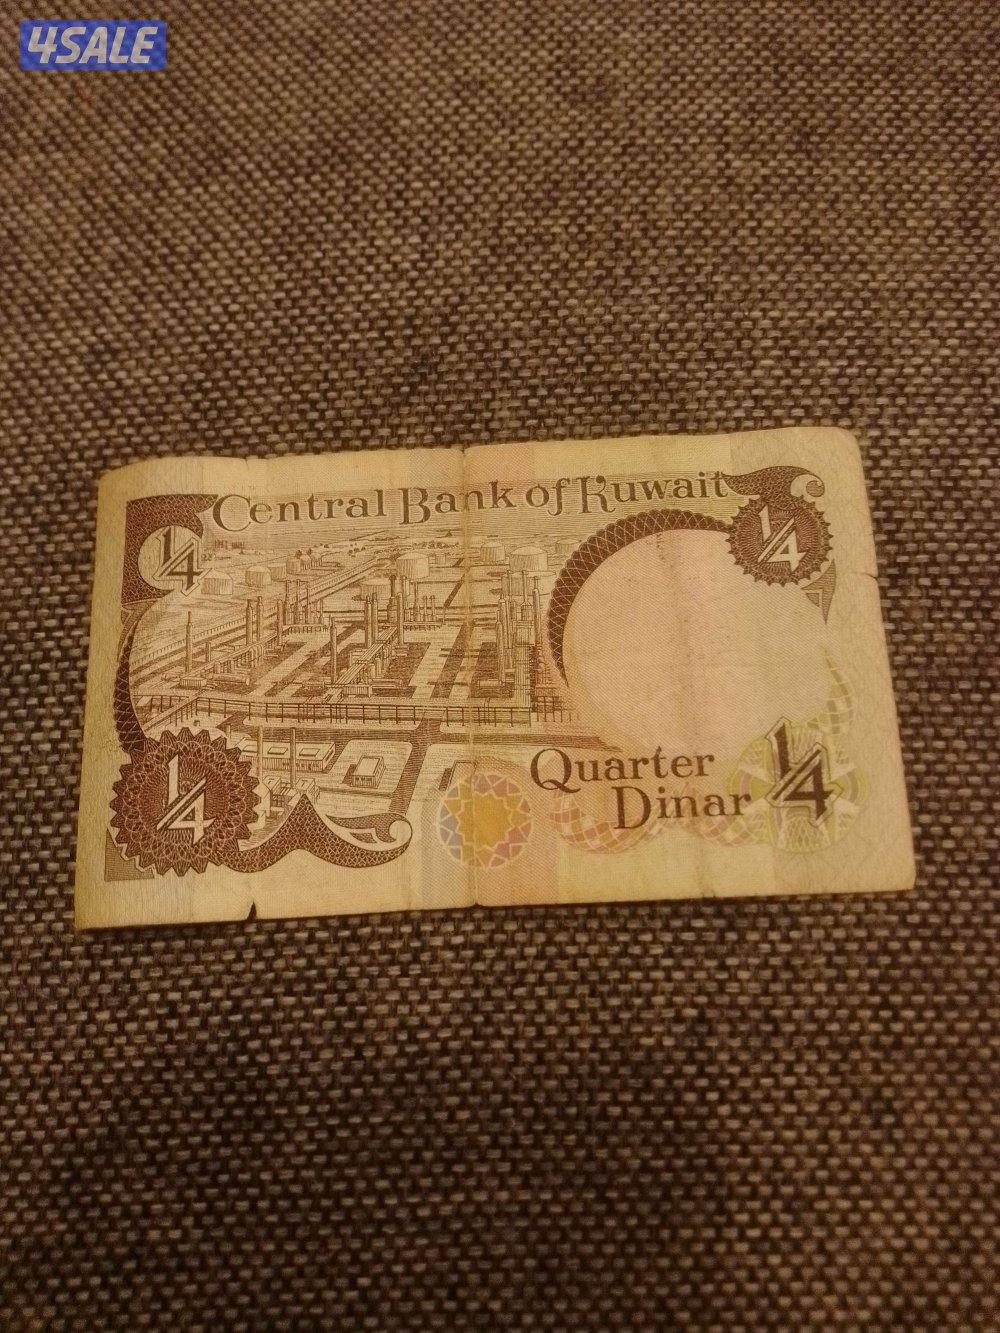 4SALE
Central Bank of Kuwait
1/4
1/4
1/4
Quarter
Dinar
1/4